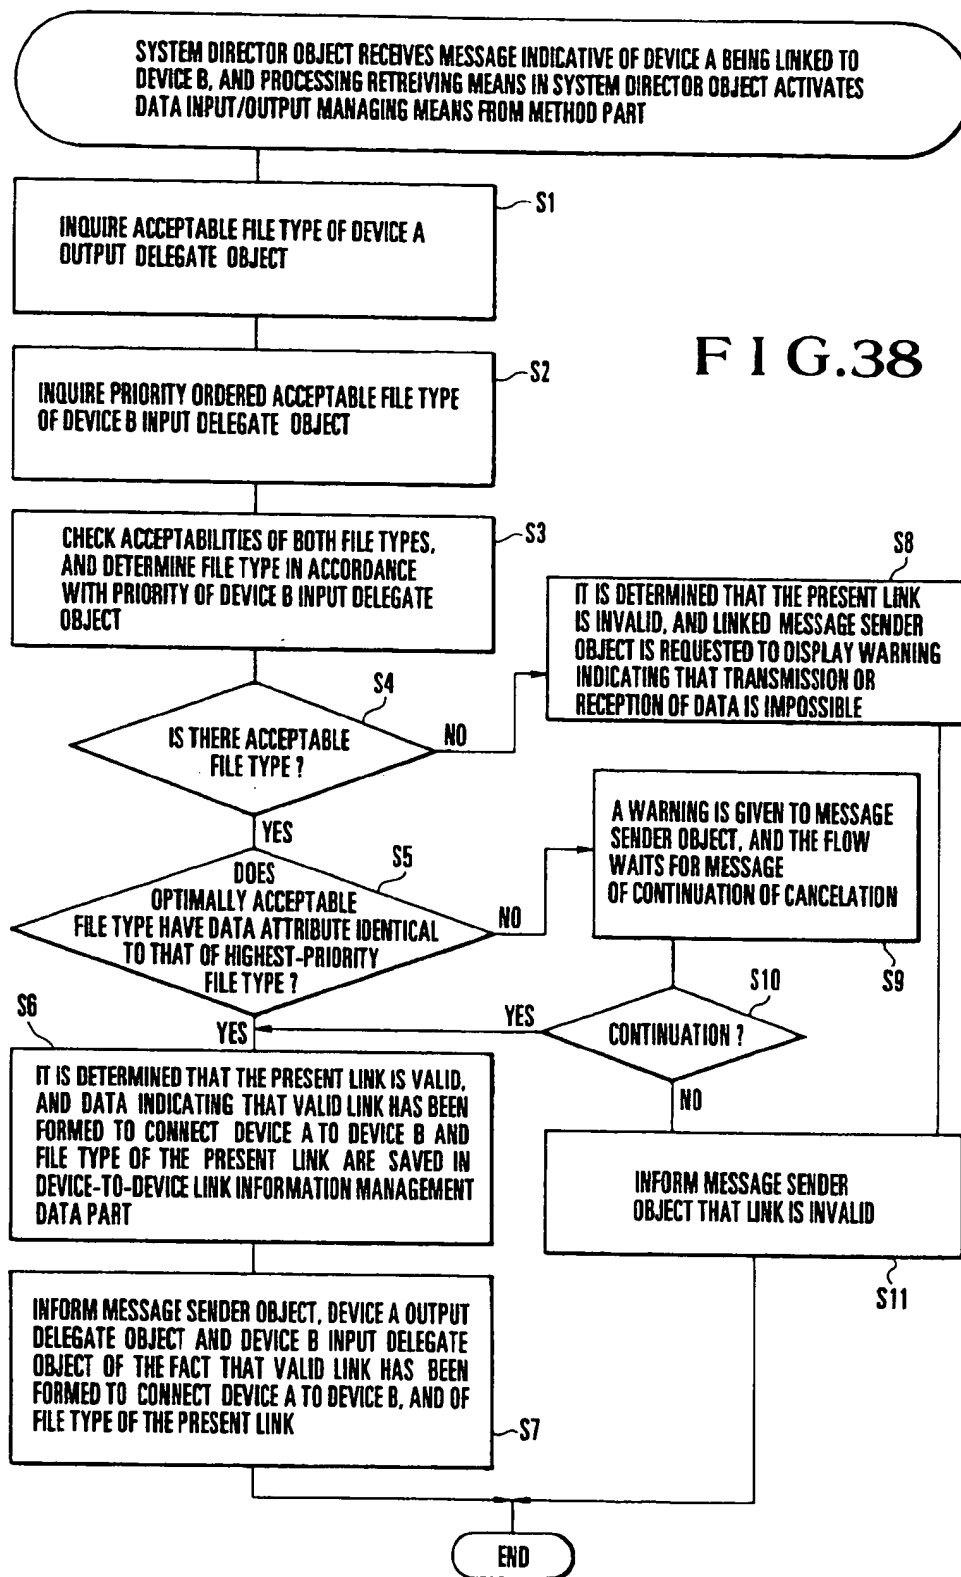 SYSTEM DIRECTOR OBJECT RECEIVES MESSAGE INDICATIVE OF DEVICE A BEING LINKED TO
DEVICE B, AND PROCESSING RETREIVING MEANS IN SYSTEM DIRECTOR OBJECT ACTIVATES
DATA INPUT/OUTPUT MANAGING MEANS FROM METHOD PART
S1
INQUIRE ACCEPTABLE FILE TYPE OF DEVICE A
OUTPUT DELEGATE OBJECT
FIG.38
S2
INQUIRE PRIORITY ORDERED ACCEPTABLE FILE TYPE
OF DEVICE B INPUT DELEGATE OBJECT
S3
CHECK ACCEPTABILITIES OF BOTH FILE TYPES,
AND DETERMINE FILE TYPE IN ACCORDANCE
WITH PRIORITY OF DEVICE B INPUT DELEGATE
OBJECT
S8
IT IS DETERMINED THAT THE PRESENT LINK
IS INVALID, AND LINKED MESSAGE SENDER
OBJECT IS REQUESTED TO DISPLAY WARNING
INDICATING THAT TRANSMISSION OR
RECEPTION OF DATA IS IMPOSSIBLE
S4
IS THERE ACCEPTABLE
FILE TYPE ?
NO
YES
S5
DOES
OPTIMALLY ACCEPTABLE
FILE TYPE HAVE DATA ATTRIBUTE IDENTICAL
TO THAT OF HIGHEST-PRIORITY
FILE TYPE ?
NO
YES
A WARNING IS GIVEN TO MESSAGE
SENDER OBJECT, AND THE FLOW
WAITS FOR MESSAGE
OF CONTINUATION OF CANCELATION
S9
S10
CONTINUATION ?
YES
NO
S6
IT IS DETERMINED THAT THE PRESENT LINK IS VALID,
AND DATA INDICATING THAT VALID LINK HAS BEEN
FORMED TO CONNECT DEVICE A TO DEVICE B AND
FILE TYPE OF THE PRESENT LINK ARE SAVED IN
DEVICE-TO-DEVICE LINK INFORMATION MANAGEMENT
DATA PART
INFORM MESSAGE SENDER
OBJECT THAT LINK IS INVALID
S11
INFORM MESSAGE SENDER OBJECT, DEVICE A OUTPUT
DELEGATE OBJECT AND DEVICE B INPUT DELEGATE
OBJECT OF THE FACT THAT VALID LINK HAS BEEN
FORMED TO CONNECT DEVICE A TO DEVICE B, AND OF
FILE TYPE OF THE PRESENT LINK
S7
END